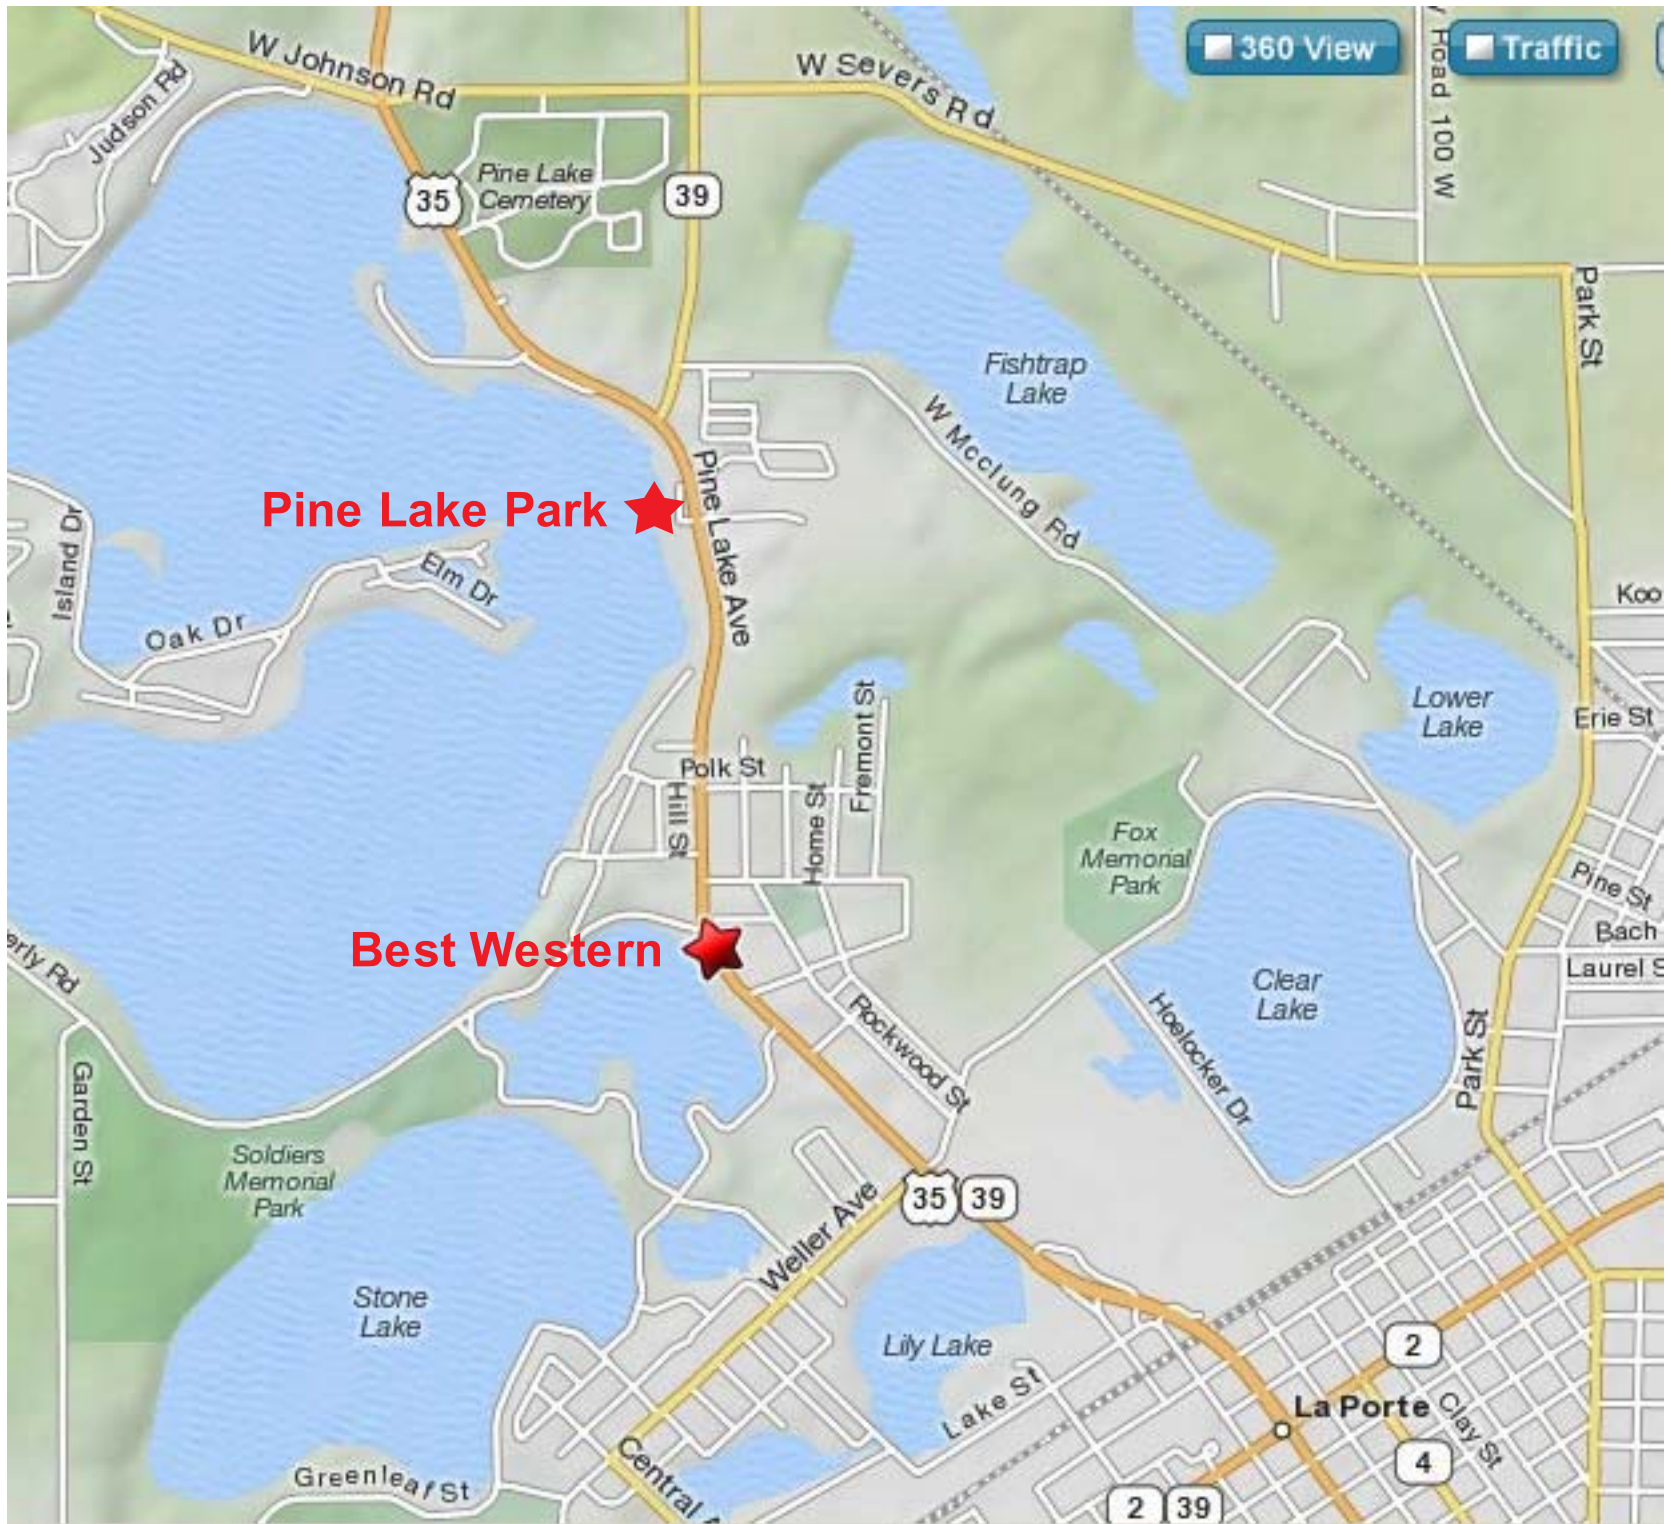 360 View
Traffic
W Johnson Rd
W Severs Rd
Road 100 W
Judson Rd
35
Pine Lake
Cemetery
39
Park St
Fishtrap
Lake
W Mcclung Rd
Pine Lake Ave
Pine Lake Park
Island Dr
Elm Dr
Oak Dr
Koo
Lower
Lake
Erie St
Polk St
Hill St
Home St
Fremont St
Fox
Memorial
Park
Pine St
Bach
Laurel S
Best Western
erly Rd
Clear
Lake
Rockwood St
Hoelocker Dr
Park St
Garden St
Soldiers
Memorial
Park
Weller Ave
35
39
Stone
Lake
Lily Lake
2
Lake St
La Porte
Clay St
4
Central A
Greenleaf St
2
39